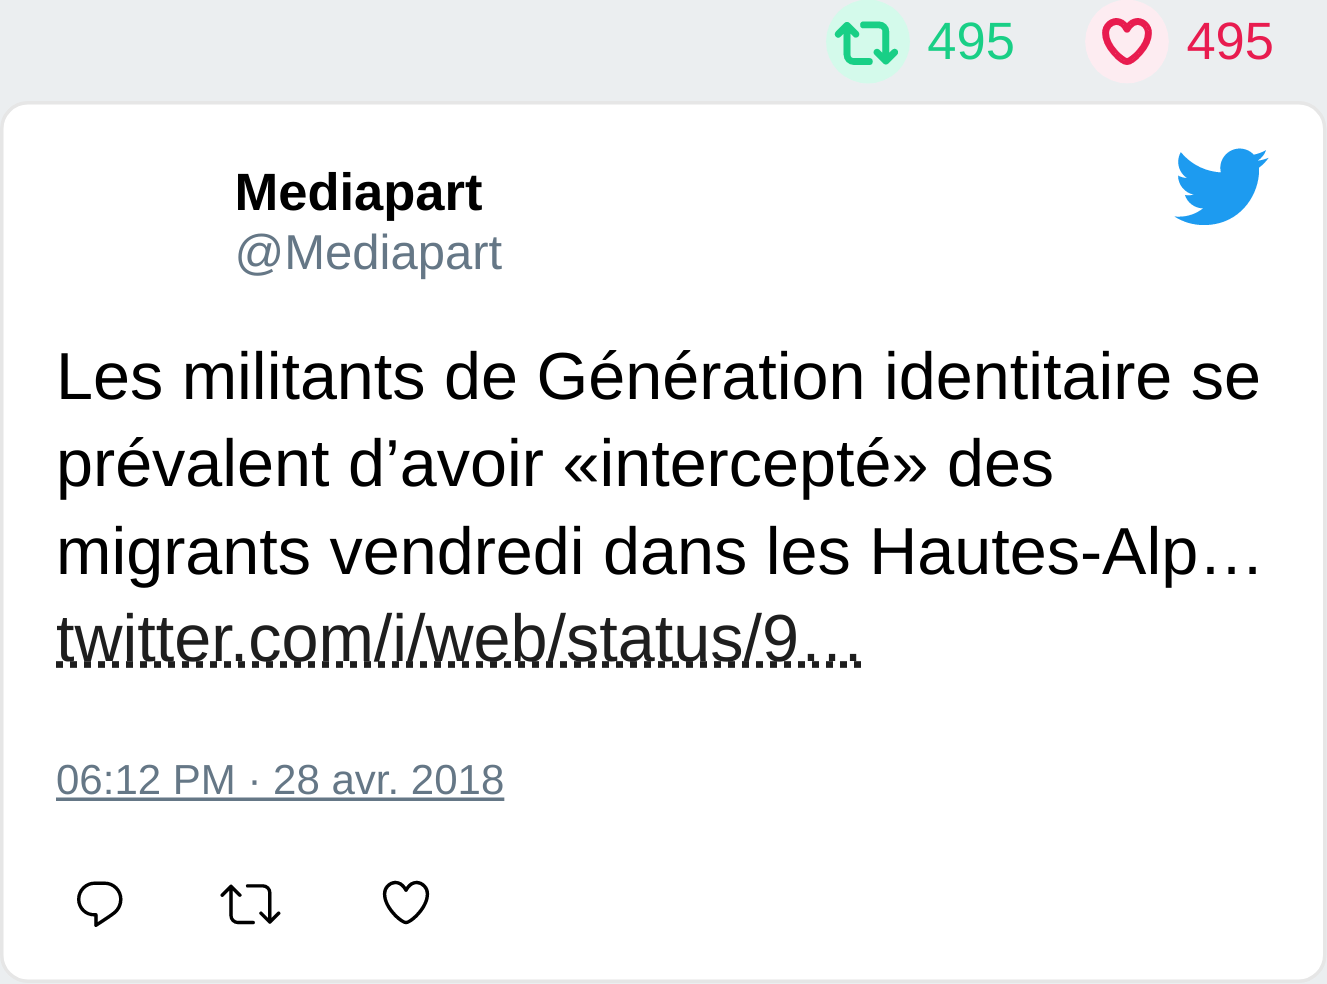 495 495
Mediapart
@Mediapart
Les militants de Génération identitaire se
prévalent d’avoir «intercepté» des
migrants vendredi dans les Hautes-Alp…
twitter.com/i/web/status/9…
06:12 PM · 28 avr. 2018